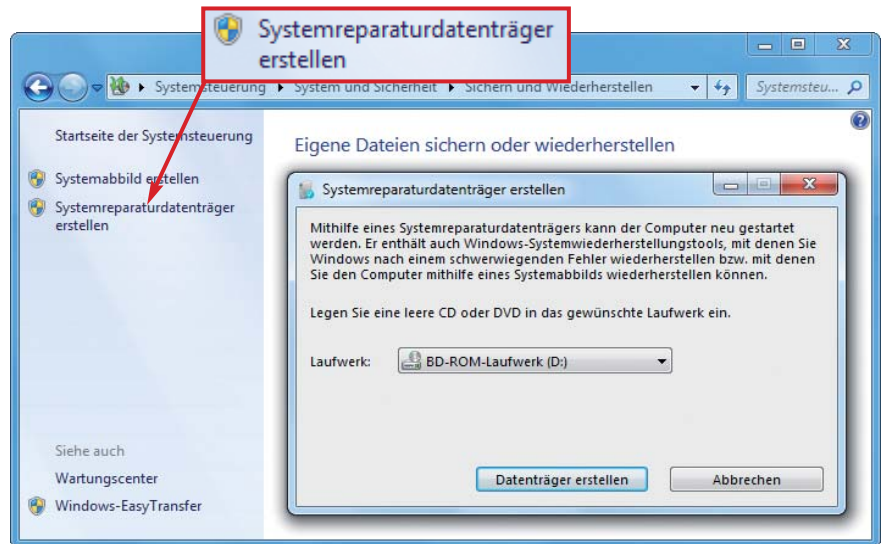 Systemreparaturdatenträger
erstellen
Systemsteuerung ▸ System und Sicherheit ▸ Sichern und Wiederherstellen
Systemsteu...
Startseite der Systemsteuerung
Systemabbild erstellen
Systemreparaturdatenträger
erstellen
Siehe auch
Wartungscenter
Windows-EasyTransfer
Eigene Dateien sichern oder wiederherstellen
Systemreparaturdatenträger erstellen
Mithilfe eines Systemreparaturdatenträgers kann der Computer neu gestartet
werden. Er enthält auch Windows-Systemwiederherstellungstools, mit denen Sie
Windows nach einem schwerwiegenden Fehler wiederherstellen bzw. mit denen
Sie den Computer mithilfe eines Systemabbilds wiederherstellen können.
Legen Sie eine leere CD oder DVD in das gewünschte Laufwerk ein.
Laufwerk: BD-ROM-Laufwerk (D:)
Datenträger erstellen Abbrechen